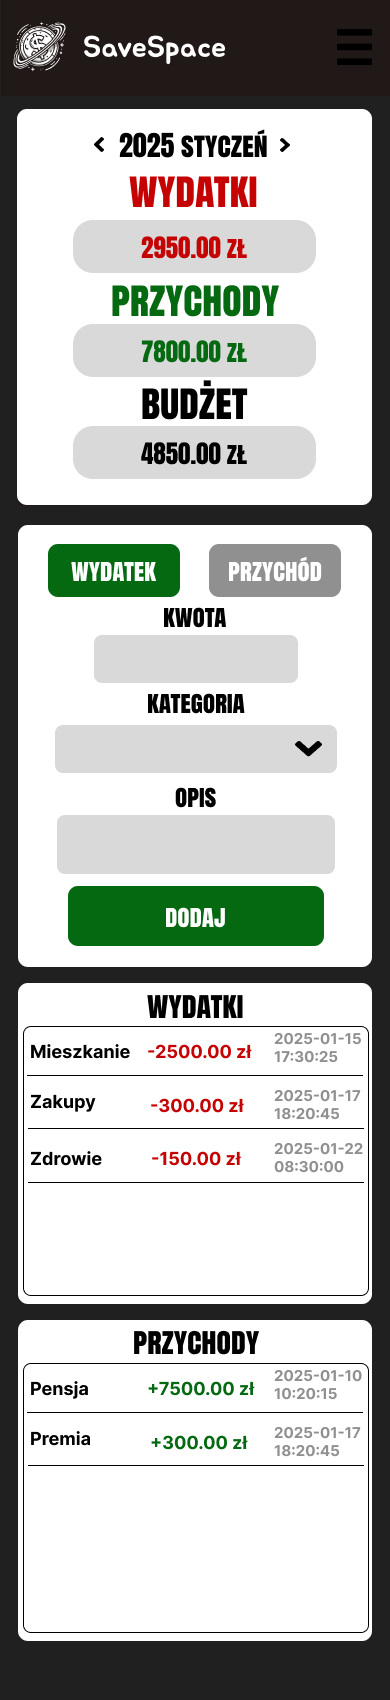 SaveSpace
2025 STYCZEŃ
WYDATKI
2950.00 ZŁ
PRZYCHODY
7800.00 ZŁ
BUDŻET
4850.00 ZŁ
WYDATEK PRZYCHÓD
KWOTA
KATEGORIA
OPIS
DODAJ
WYDATKI
Mieszkanie -2500.00 zł 2025-01-15
17:30:25
Zakupy -300.00 zł 2025-01-17
18:20:45
Zdrowie -150.00 zł 2025-01-22
08:30:00
PRZYCHODY
Pensja +7500.00 zł 2025-01-10
10:20:15
Premia +300.00 zł 2025-01-17
18:20:45